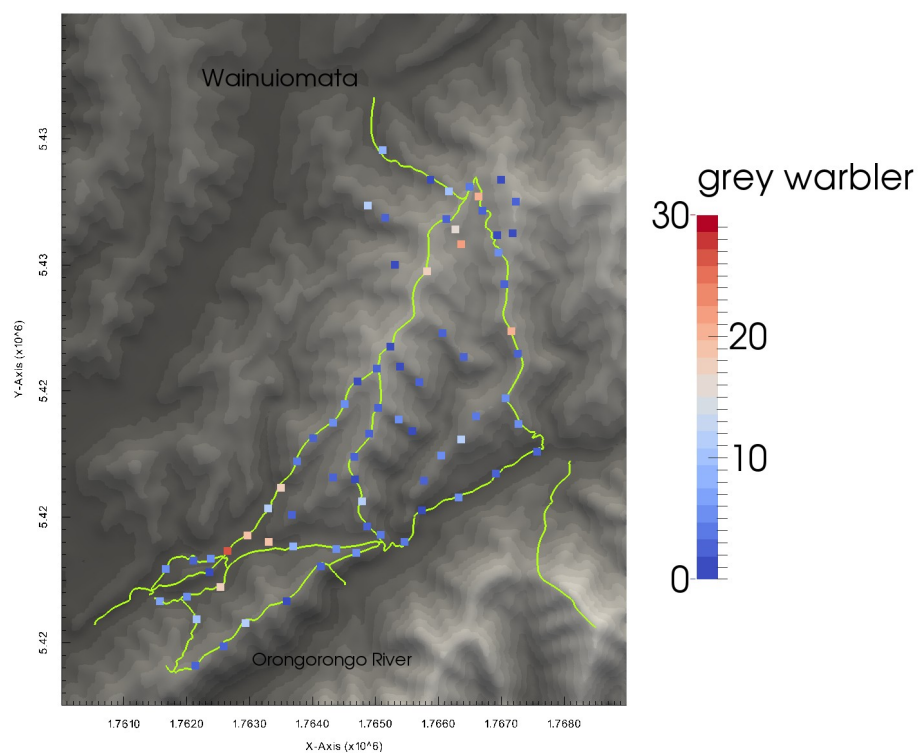 Wainuiomata
grey warbler
30
20
10
0
5.43
5.43
5.42
5.42
5.42
Y-Axis (x10^6)
Orongorongo River
1.7610 1.7620 1.7630 1.7640 1.7650 1.7660 1.7670 1.7680
X-Axis (x10^6)